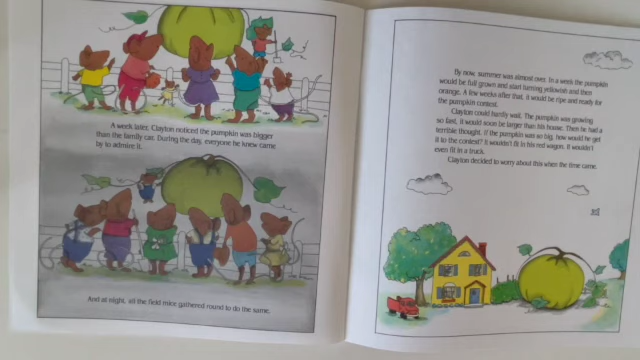 A week later, Clayton noticed the pumpkin was bigger
than the family car. During the day, everyone he knew came
by to admire it.
And at night, all the field mice gathered round to do the same.
By now, summer was almost over. In a week the pumpkin
would be full grown and start turning yellowish and then
orange. A few weeks after that, it would be ripe and ready for
the pumpkin contest.
Clayton could hardly wait. The pumpkin was growing
so fast, it would soon be larger than his house. Then he had a
terrible thought. If the pumpkin was so big, how would he get
it to the contest? It wouldn't fit in his red wagon. It wouldn't
even fit in a truck.
Clayton decided to worry about this when the time came.